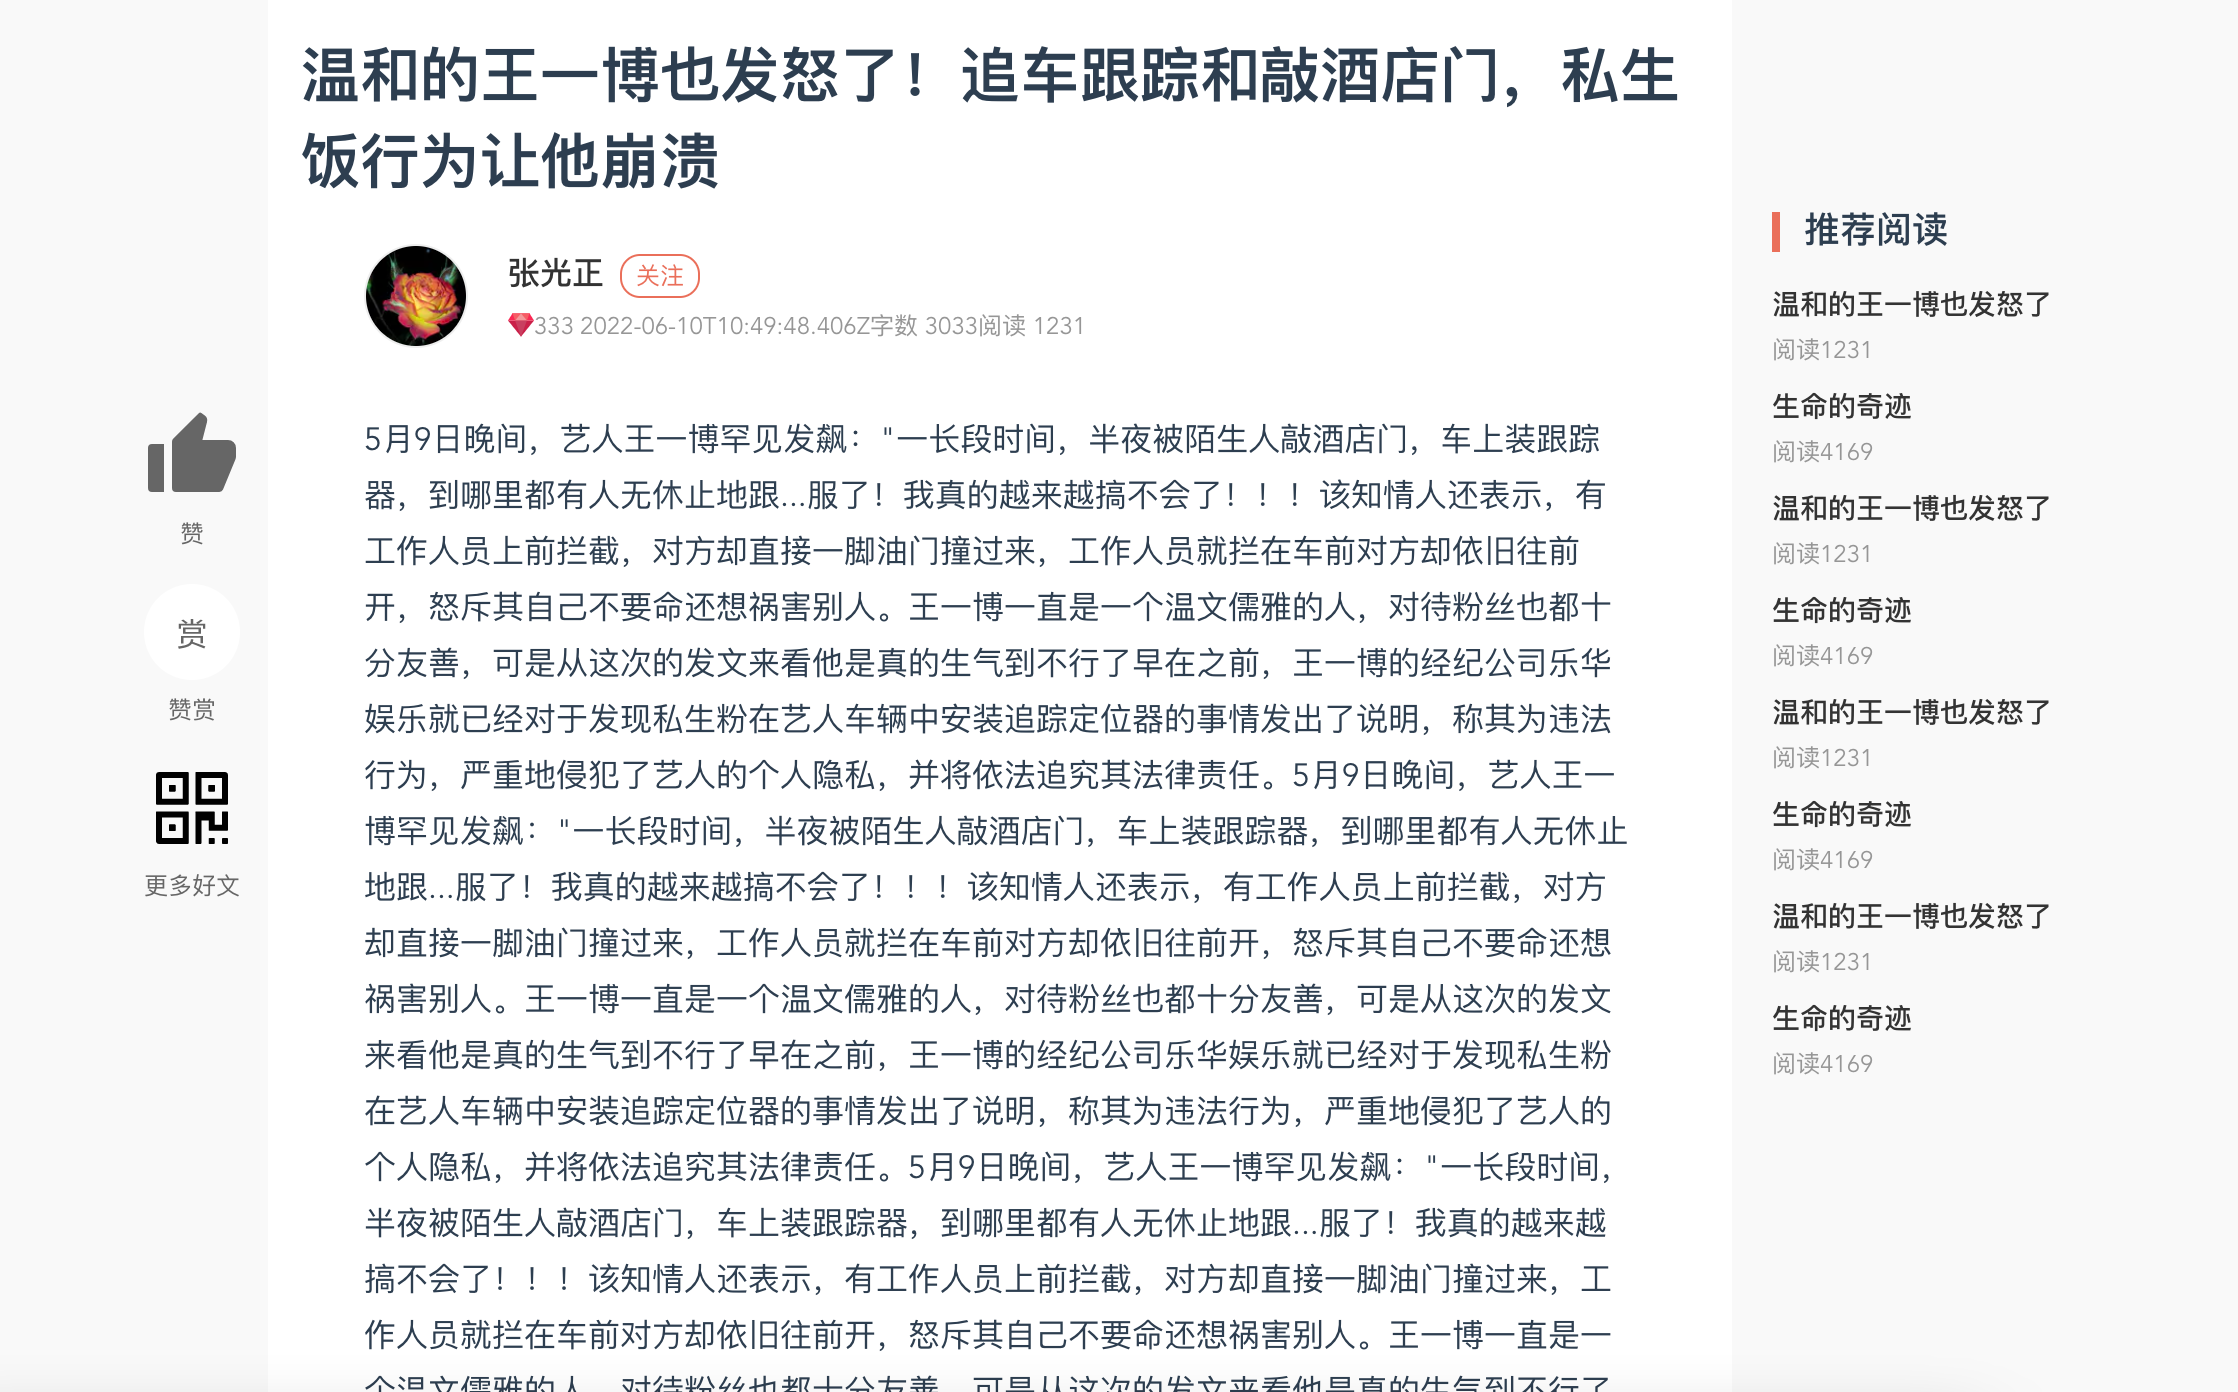 温和的王一博也发怒了！追车跟踪和敲酒店门，私生
饭行为让他崩溃
张光正 关注
333 2022-06-10T10:49:48.406Z字数 3033阅读 1231
5月9日晚间，艺人王一博罕见发飙："一长段时间，半夜被陌生人敲酒店门，车上装跟踪
器，到哪里都有人无休止地跟...服了！我真的越来越搞不会了！！！该知情人还表示，有
工作人员上前拦截，对方却直接一脚油门撞过来，工作人员就拦在车前对方却依旧往前
开，怒斥其自己不要命还想祸害别人。王一博一直是一个温文儒雅的人，对待粉丝也都十
分友善，可是从这次的发文来看他是真的生气到不行了早在之前，王一博的经纪公司乐华
娱乐就已经对于发现私生粉在艺人车辆中安装追踪定位器的事情发出了说明，称其为违法
行为，严重地侵犯了艺人的个人隐私，并将依法追究其法律责任。5月9日晚间，艺人王一
博罕见发飙："一长段时间，半夜被陌生人敲酒店门，车上装跟踪器，到哪里都有人无休止
地跟...服了！我真的越来越搞不会了！！！该知情人还表示，有工作人员上前拦截，对方
却直接一脚油门撞过来，工作人员就拦在车前对方却依旧往前开，怒斥其自己不要命还想
祸害别人。王一博一直是一个温文儒雅的人，对待粉丝也都十分友善，可是从这次的发文
来看他是真的生气到不行了早在之前，王一博的经纪公司乐华娱乐就已经对于发现私生粉
在艺人车辆中安装追踪定位器的事情发出了说明，称其为违法行为，严重地侵犯了艺人的
个人隐私，并将依法追究其法律责任。5月9日晚间，艺人王一博罕见发飙："一长段时间，
半夜被陌生人敲酒店门，车上装跟踪器，到哪里都有人无休止地跟...服了！我真的越来越
搞不会了！！！该知情人还表示，有工作人员上前拦截，对方却直接一脚油门撞过来，工
作人员就拦在车前对方却依旧往前开，怒斥其自己不要命还想祸害别人。王一博一直是一
个温文儒雅的人，对待粉丝也都十分友善，可是从这次的发文来看他是真的生气到不行了
赞
赏
赞赏
更多好文
推荐阅读
温和的王一博也发怒了
阅读1231
生命的奇迹
阅读4169
温和的王一博也发怒了
阅读1231
生命的奇迹
阅读4169
温和的王一博也发怒了
阅读1231
生命的奇迹
阅读4169
温和的王一博也发怒了
阅读1231
生命的奇迹
阅读4169